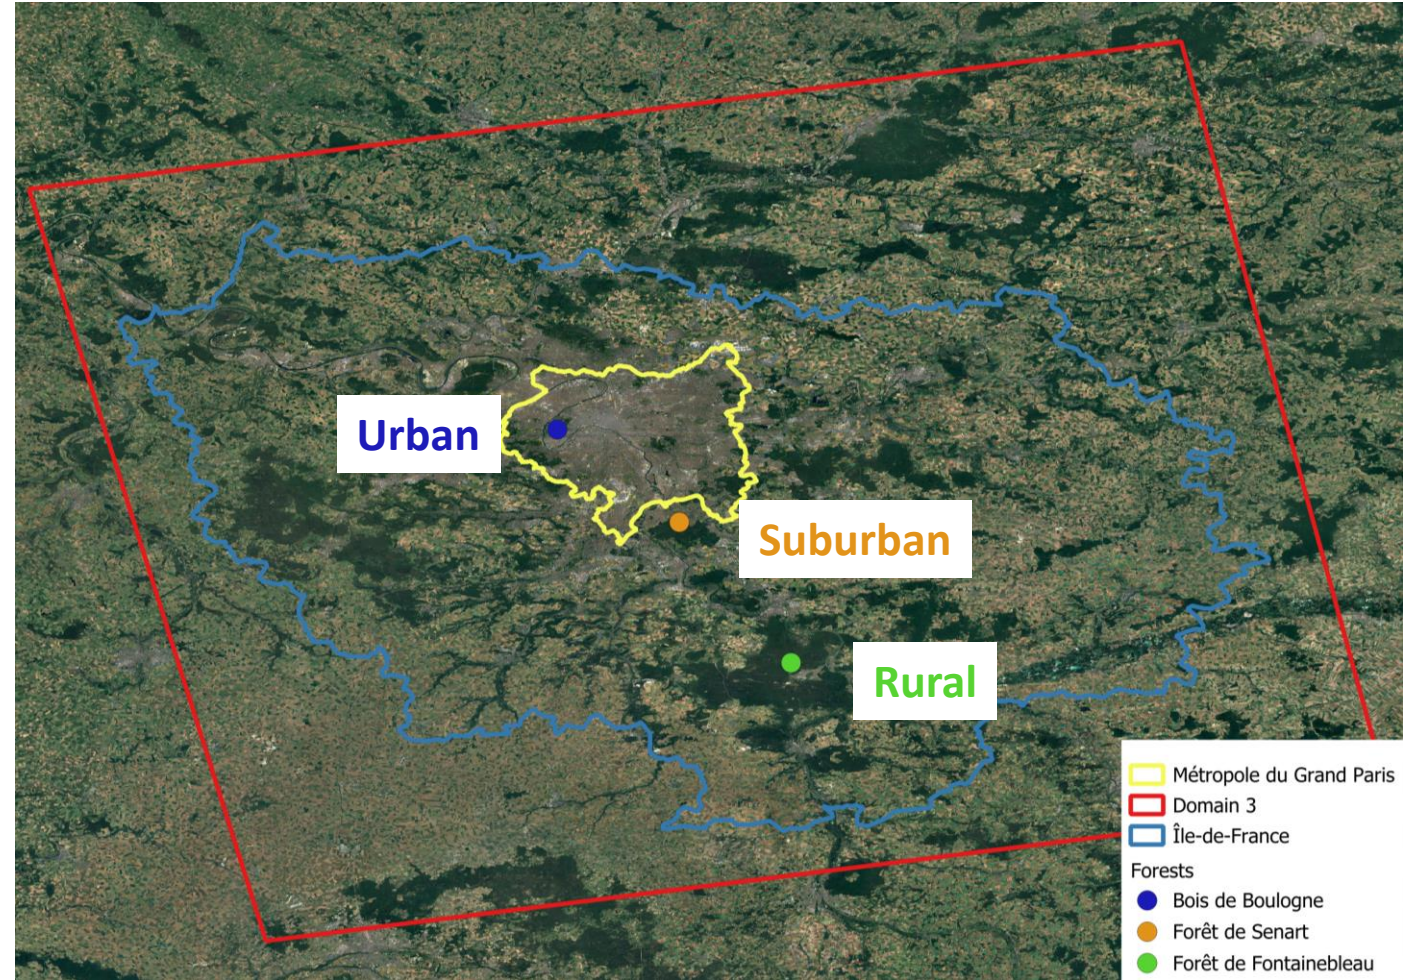 Urban
Suburban
Rural
Métropole du Grand Paris
Domain 3
Île-de-France
Forests
Bois de Boulogne
Forêt de Senart
Forêt de Fontainebleau